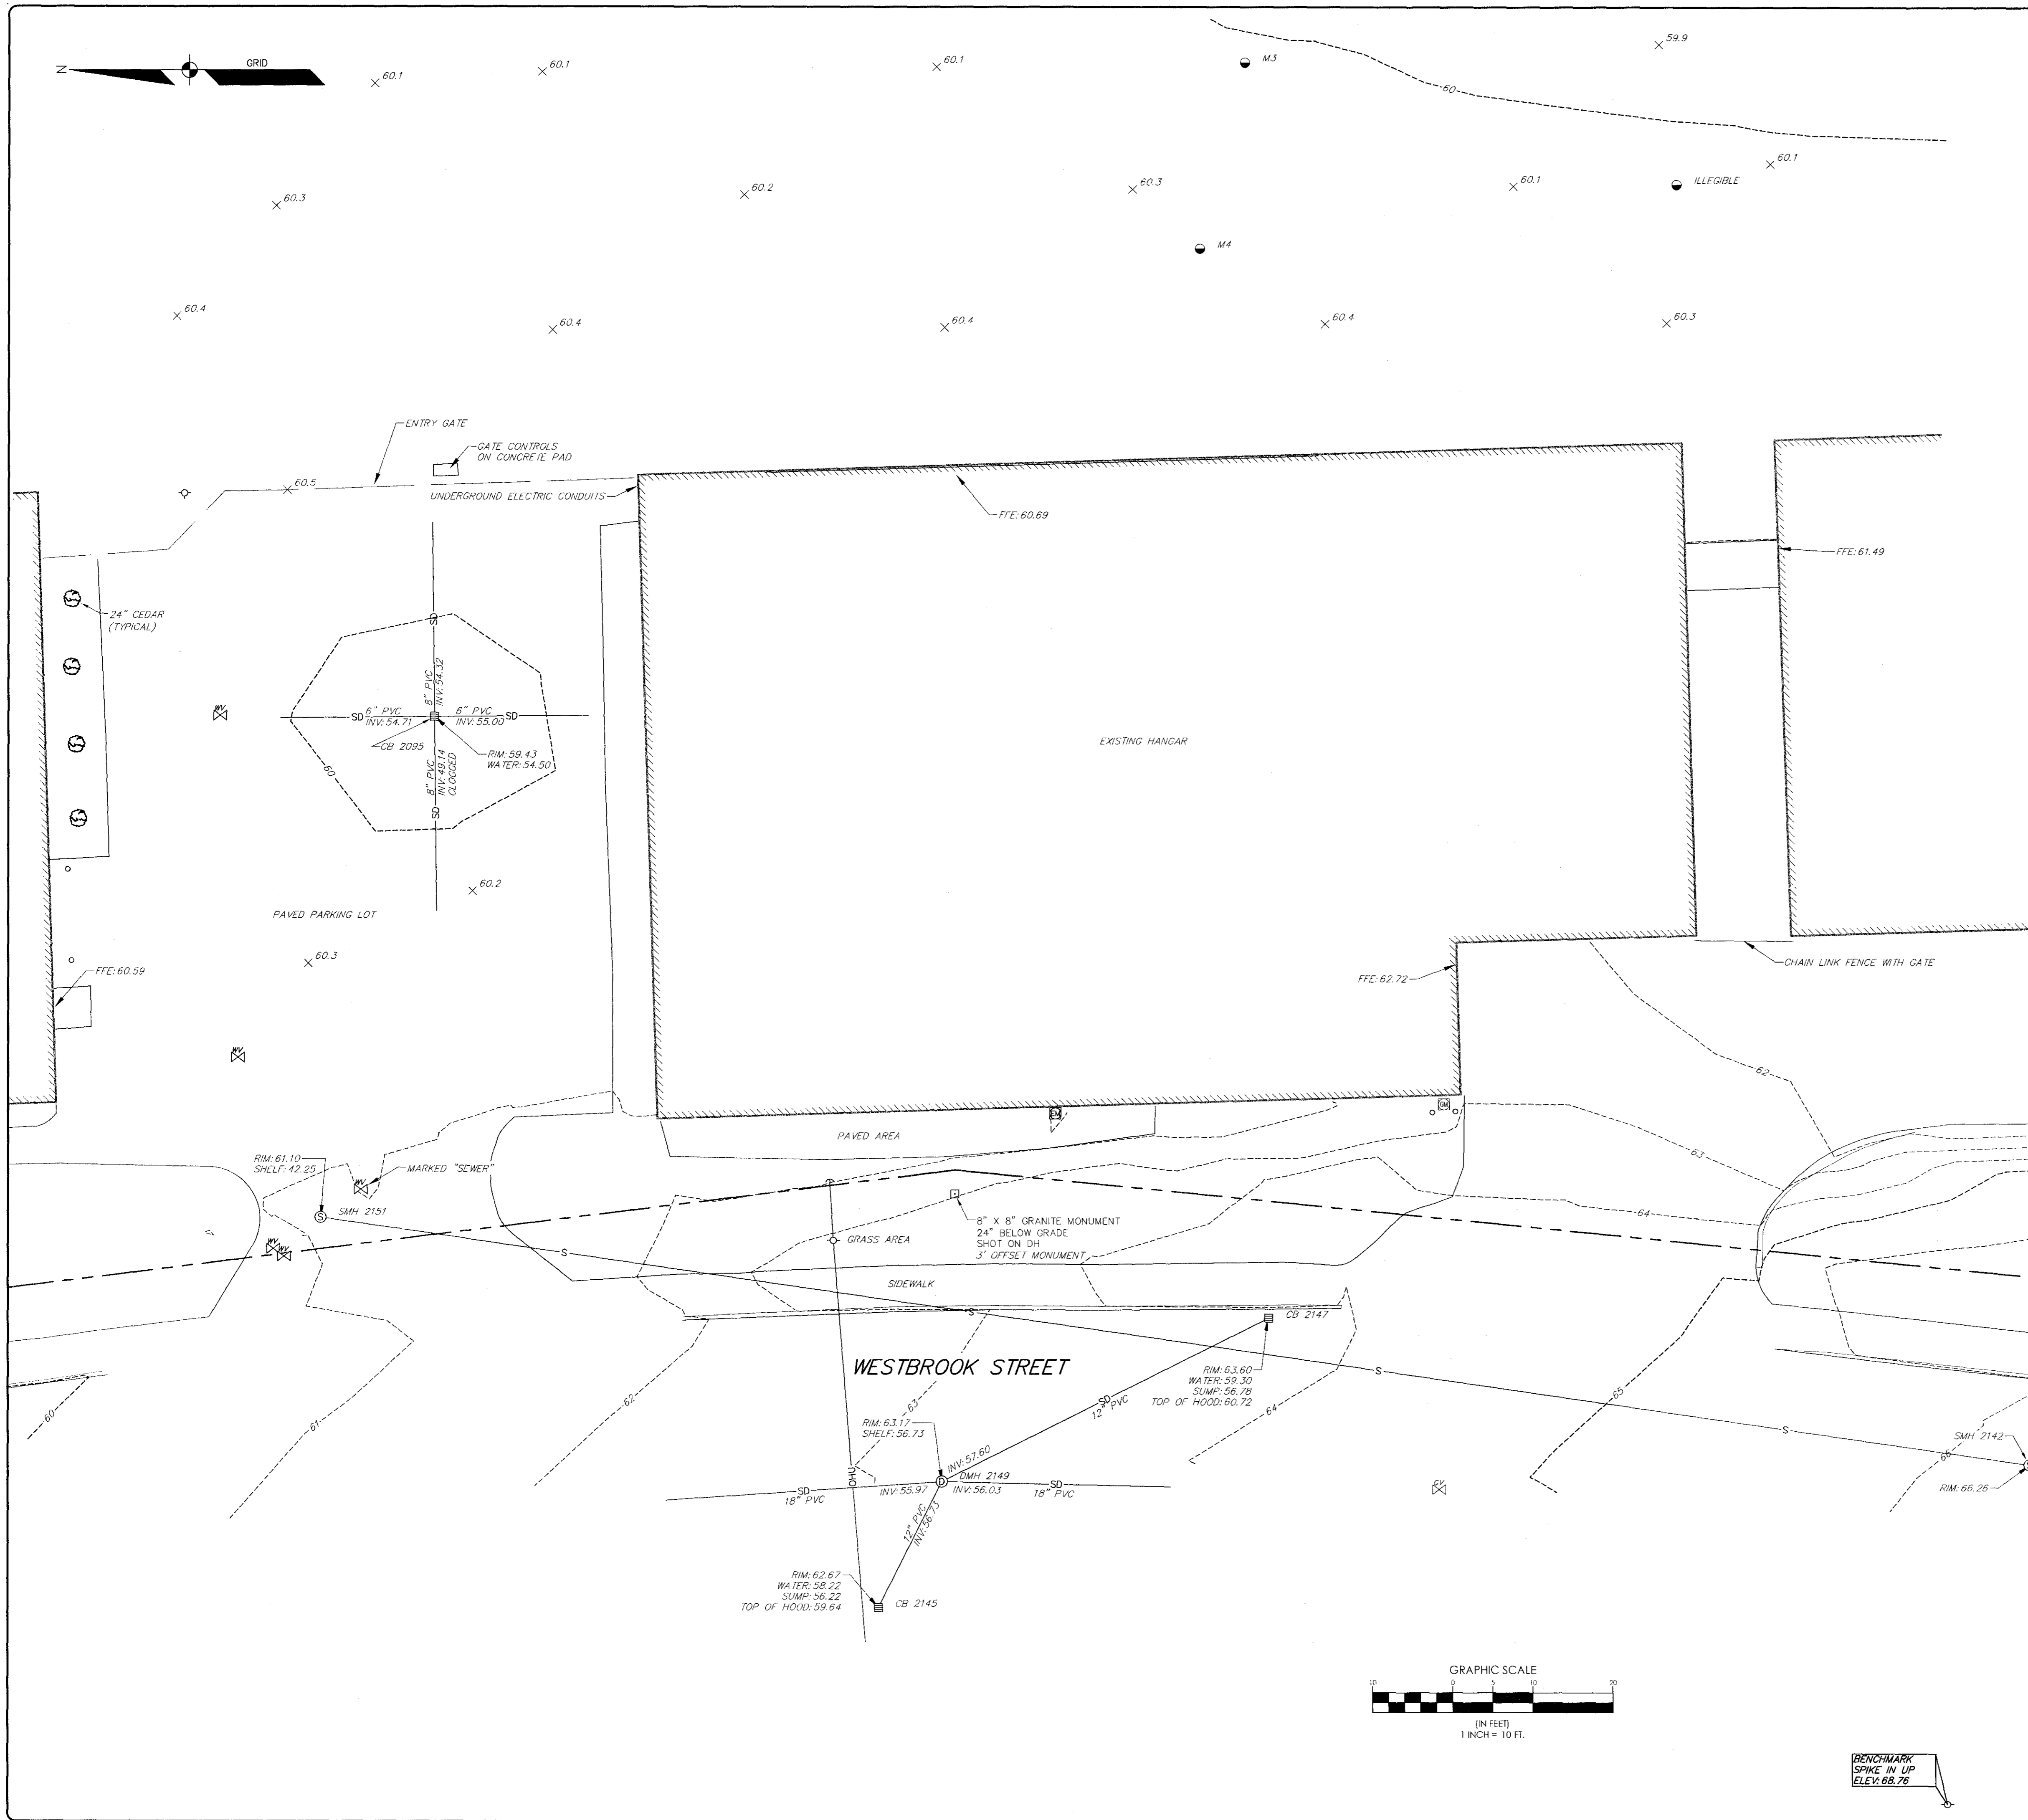 N
GRID
60.1
60.1
60.1
M3
59.9
60
60.3
60.2
60.3
60.1
ILLEGIBLE
60.1
M4
60.4
60.4
60.4
60.4
60.3
ENTRY GATE
GATE CONTROLS
ON CONCRETE PAD
60.5
UNDERGROUND ELECTRIC CONDUITS
FFE: 60.69
FFE: 61.49
24" CEDAR
(TYPICAL)
SD
8" PVC
INV: 54.32
WV
SD
6" PVC
INV: 54.71
6" PVC
INV: 55.00
SD
CB 2095
RIM: 59.43
WATER: 54.50
60
8" PVC
INV: 49.14
CLOGGED
SD
EXISTING HANGAR
60.2
PAVED PARKING LOT
60.3
FFE: 60.59
FFE: 62.72
CHAIN LINK FENCE WITH GATE
WV
62
EM
GM
PAVED AREA
RIM: 61.10
SHELF: 42.25
MARKED "SEWER"
WV
63
S
SMH 2151
64
8" X 8" GRANITE MONUMENT
24" BELOW GRADE
SHOT ON DH
3' OFFSET MONUMENT
GRASS AREA
WV
WV
S
SIDEWALK
S
CB 2147
WESTBROOK STREET
RIM: 63.60
WATER: 59.30
SUMP: 56.78
TOP OF HOOD: 60.72
S
SD
12" PVC
60
61
62
63
64
65
RIM: 63.17
SHELF: 56.73
INV: 57.60
S
SMH 2142
66
S
OHU
D
DMH 2149
SD
18" PVC
INV: 55.97
INV: 56.03
SD
18" PVC
GV
RIM: 66.26
12" PVC
INV: 56.73
RIM: 62.67
WATER: 58.22
SUMP: 56.22
TOP OF HOOD: 59.64
CB 2145
GRAPHIC SCALE
10 0 5 10 20
(IN FEET)
1 INCH = 10 FT.
BENCHMARK
SPIKE IN UP
ELEV: 68.76